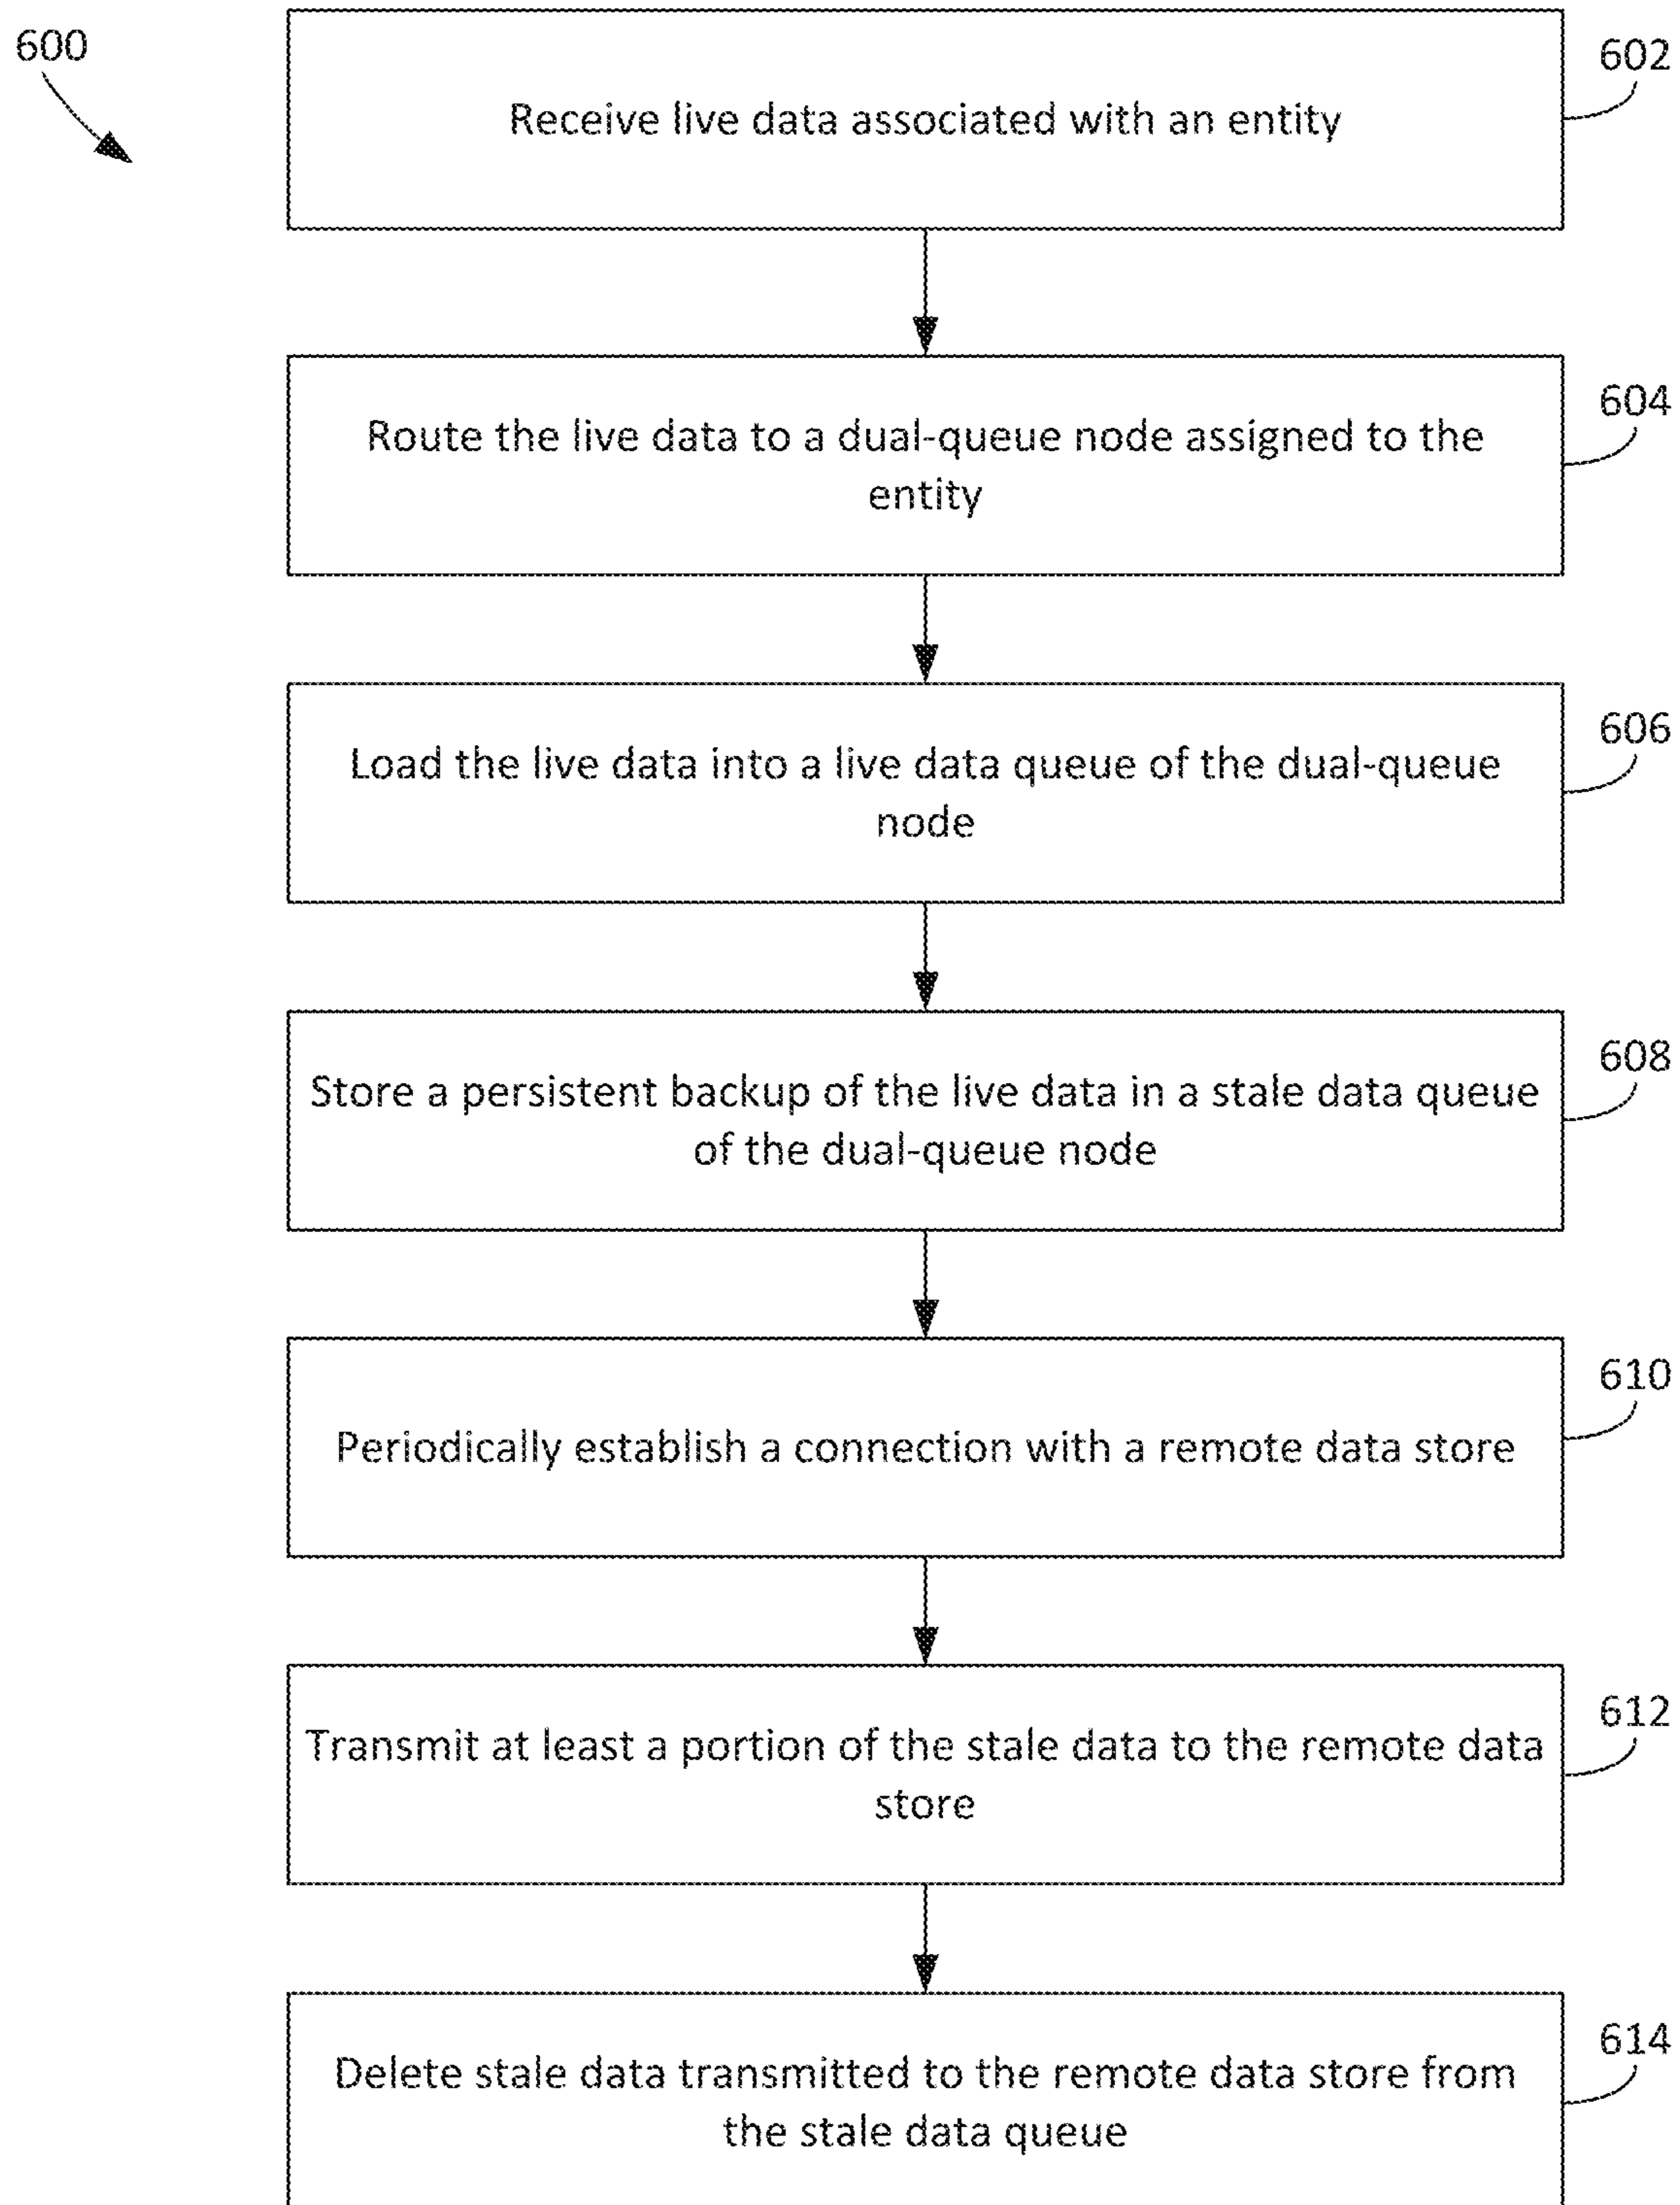 600
602
Receive live data associated with an entity
604
Route the live data to a dual-queue node assigned to the
entity
606
Load the live data into a live data queue of the dual-queue
node
608
Store a persistent backup of the live data in a stale data queue
of the dual-queue node
610
Periodically establish a connection with a remote data store
612
Transmit at least a portion of the stale data to the remote data
store
614
Delete stale data transmitted to the remote data store from
the stale data queue